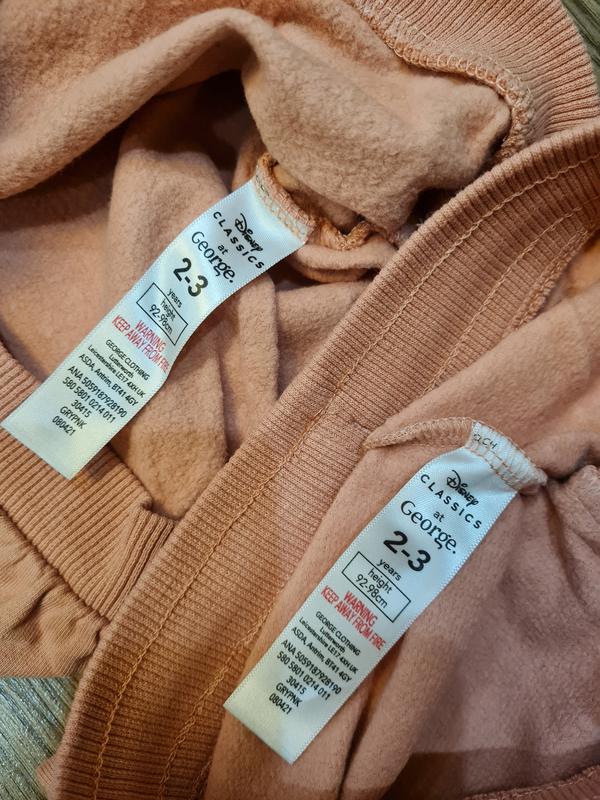 Disney
CLASSICS
at
George.
2-3
years
height
92-98cm
WARNING
KEEP AWAY FROM FIRE
GEORGE CLOTHING
Lutterworth
Leicestershire LE17 4XH UK
ASDA, Antrim, BT41 4GY
ANA 5059187928190
580 5801 0214 011
30415
GRYPNK
080421
Disney
CLASSICS
at
George.
2-3
years
height
92-98cm
WARNING
KEEP AWAY FROM FIRE
GEORGE CLOTHING
Lutterworth
Leicestershire LE17 4XH UK
ASDA, Antrim, BT41 4GY
ANA 5059187928190
580 5801 0214 011
30415
GRYPNK
080421